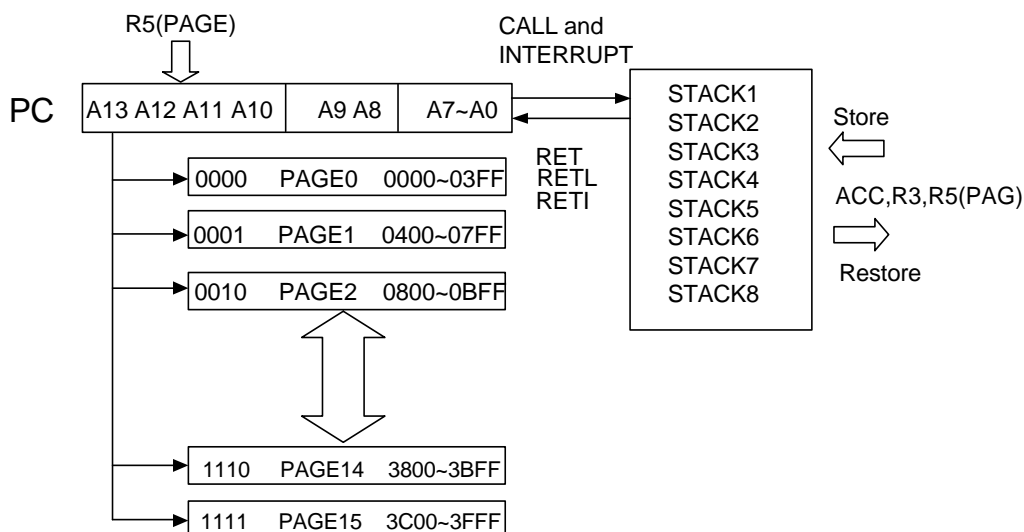 R5(PAGE)
CALL and
INTERRUPT
PC
A13 A12 A11 A10
A9 A8
A7~A0
STACK1
STACK2
STACK3
STACK4
STACK5
STACK6
STACK7
STACK8
Store
ACC,R3,R5(PAG)
Restore
RET
RETL
RETI
0000 PAGE0 0000~03FF
0001 PAGE1 0400~07FF
0010 PAGE2 0800~0BFF
1110 PAGE14 3800~3BFF
1111 PAGE15 3C00~3FFF